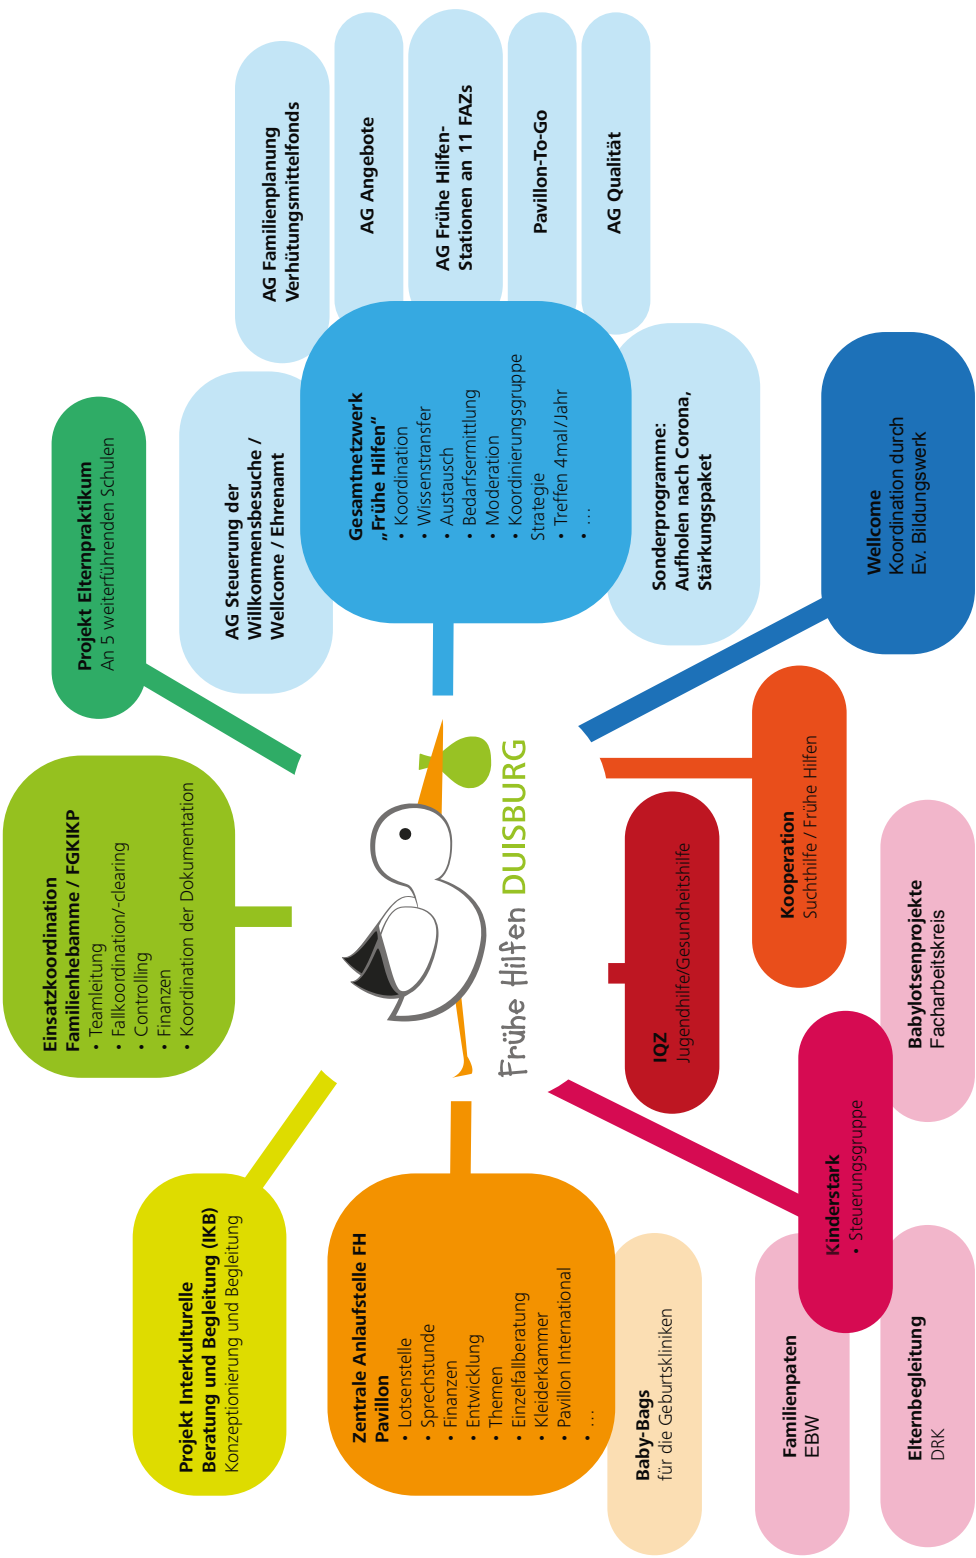 Projekt Interkulturelle
Beratung und Begleitung (IKB)
Konzeptionierung und Begleitung
Einsatzkoordination
Familienhebamme / FGKIKP
• Teamleitung
• Fallkoordination/-clearing
• Controlling
• Finanzen
• Koordination der Dokumentation
Projekt Elternpraktikum
An 5 weiterführenden Schulen
AG Steuerung der
Willkommensbesuche /
Wellcome / Ehrenamt
AG Familienplanung
Verhütungsmittelfonds
AG Angebote
AG Frühe Hilfen-
Stationen an 11 FAZs
Pavillon-To-Go
AG Qualität
Zentrale Anlaufstelle FH
Pavillon
• Lotsenstelle
• Sprechstunde
• Finanzen
• Entwicklung
• Themen
• Einzelfallberatung
• Kleiderkammer
• Pavillon International
• …
Frühe Hilfen DUISBURG
Gesamtnetzwerk
„Frühe Hilfen“
• Koordination
• Wissenstransfer
• Austausch
• Bedarfsermittlung
• Moderation
• Koordinierungsgruppe
Strategie
• Treffen 4mal/Jahr
• …
Baby-Bags
für die Geburtskliniken
IQZ
Jugendhilfe/Gesundheitshilfe
Sonderprogramme:
Aufholen nach Corona,
Stärkungspaket
Familienpaten
EBW
Kinderstark
• Steuerungsgruppe
Kooperation
Suchthilfe / Frühe Hilfen
Wellcome
Koordination durch
Ev. Bildungswerk
Elternbegleitung
DRK
Babylotsenprojekte
Facharbeitskreis